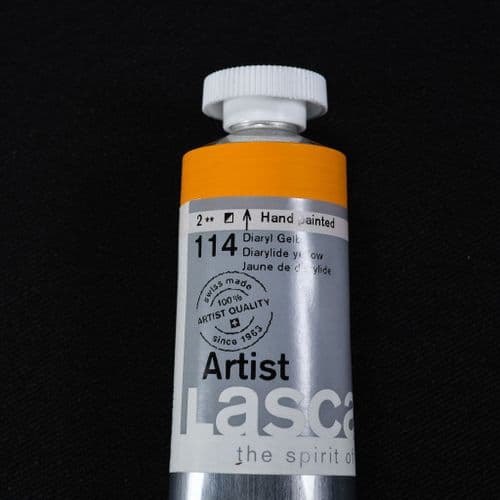 2** Hand painted
114 Diaryl Gelb
Diarylide yellow
Jaune de diarylide
swiss made
100%
ARTIST QUALITY
since 1963
Artist
Lasca
the spirit of